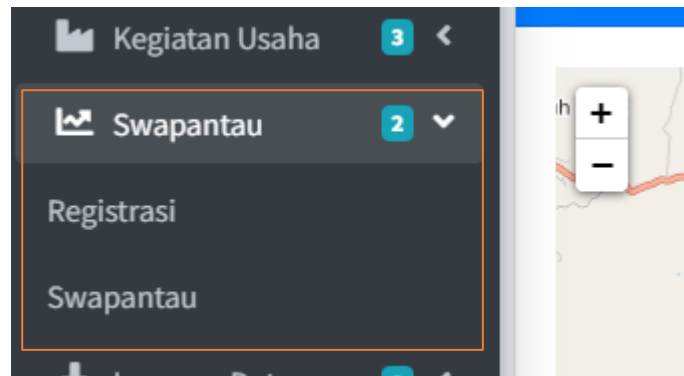 Kegiatan Usaha 3
Swapantau 2
+
−
Registrasi
Swapantau